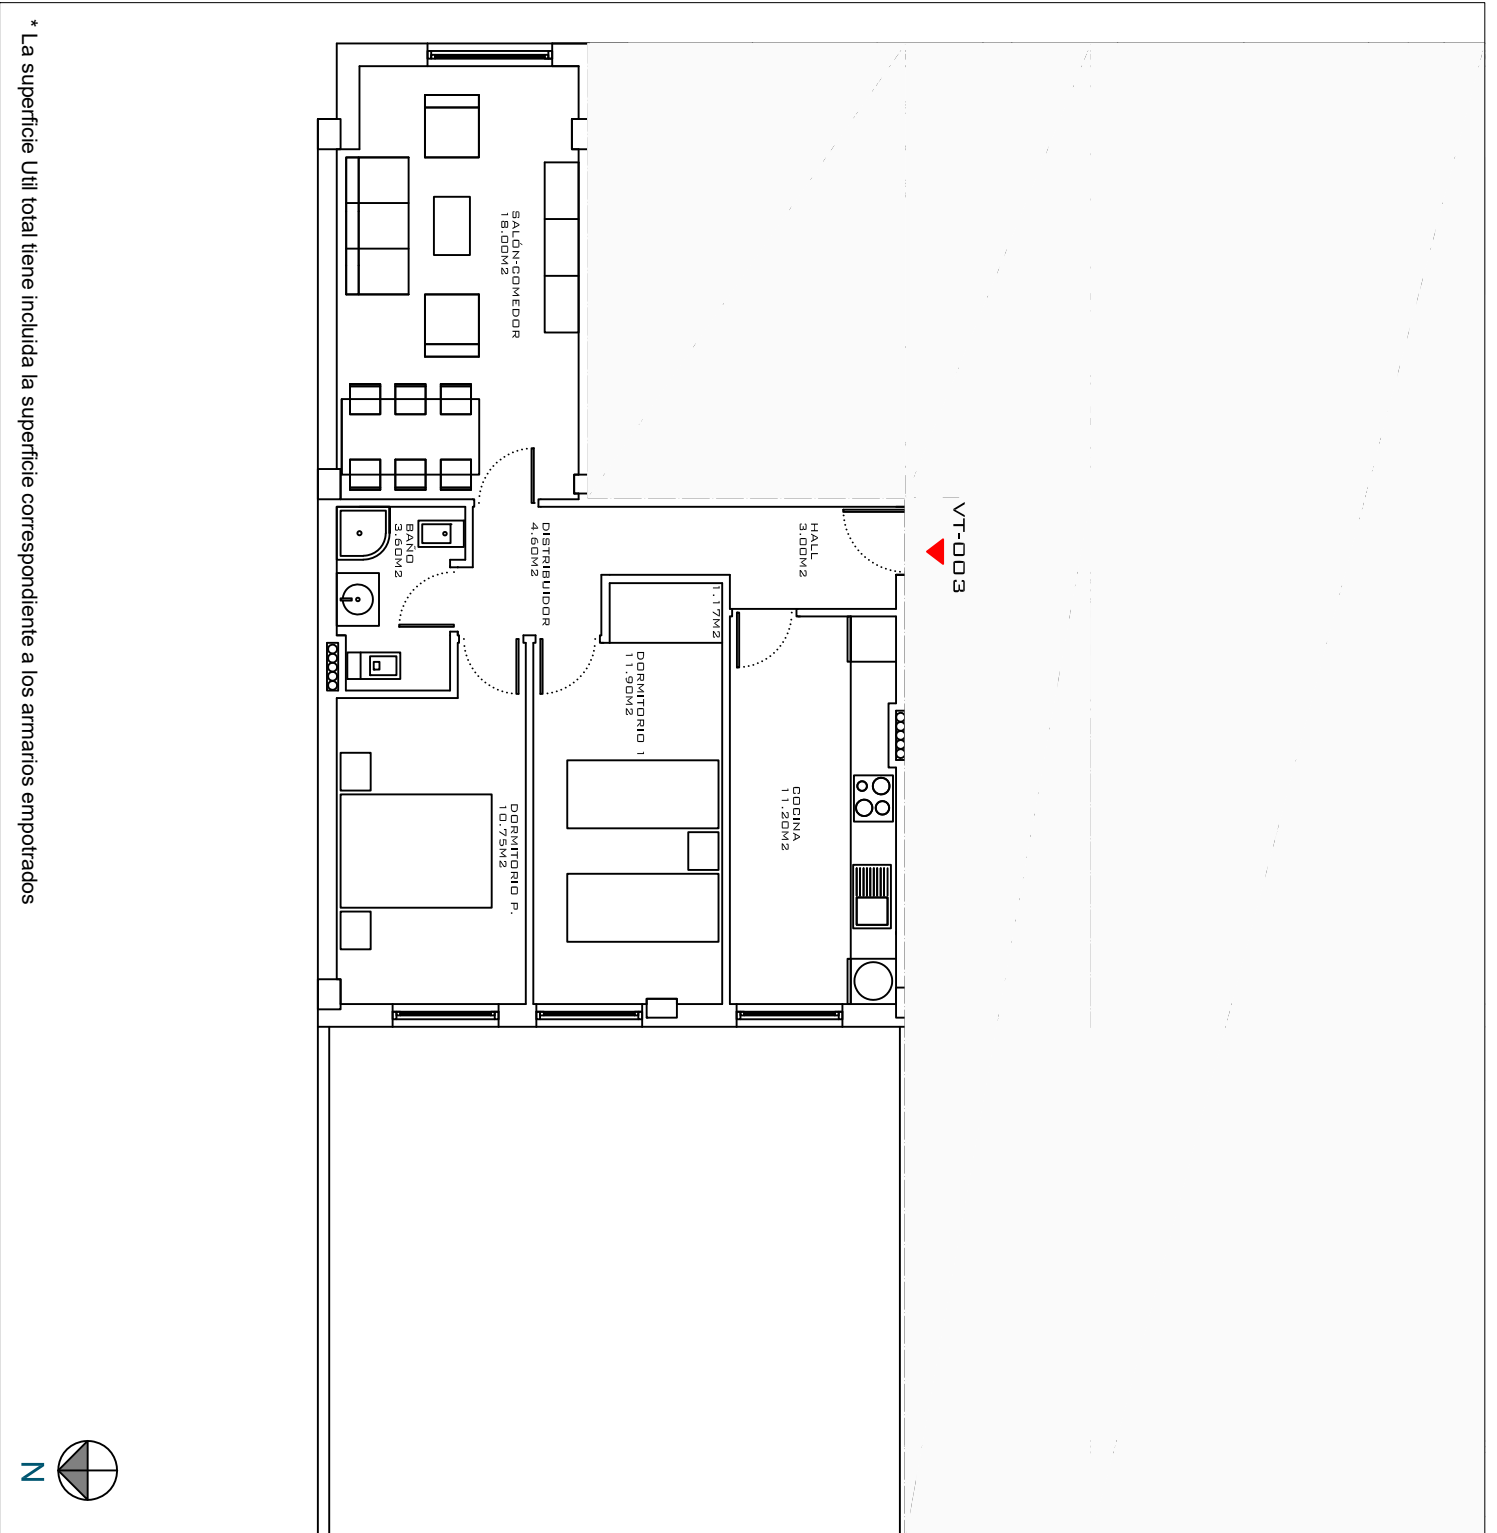 * La superficie Util total tiene incluida la superficie correspondiente a los armarios empotrados
SALÓN-COMEDOR
18.00M2
VT-003
HALL
3.00M2
DISTRIBUIDOR
4.60M2
BAÑO
3.60M2
1.17M2
DORMITORIO 1
11.90M2
COCINA
11.20M2
DORMITORIO P.
10.75M2
N